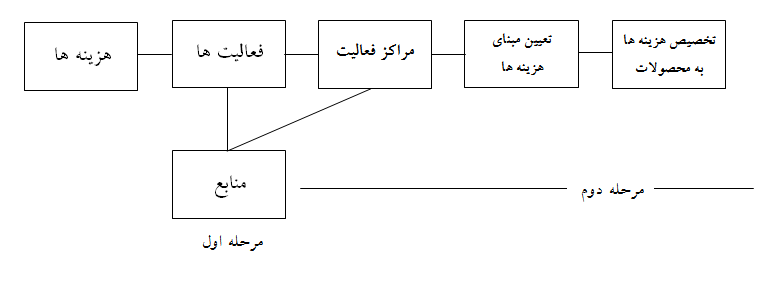 هزینه ها
فعالیت ها
مراکز فعالیت
تعیین مبنای
هزینه ها
تخصیص هزینه ها
به محصولات
منابع
مرحله اول
مرحله دوم